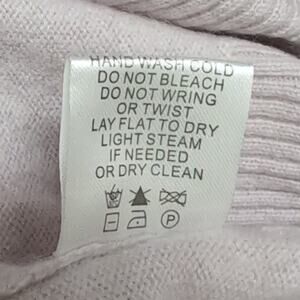 HAND WASH COLD
DO NOT BLEACH
DO NOT WRING
OR TWIST
LAY FLAT TO DRY
LIGHT STEAM
IF NEEDED
OR DRY CLEAN
P